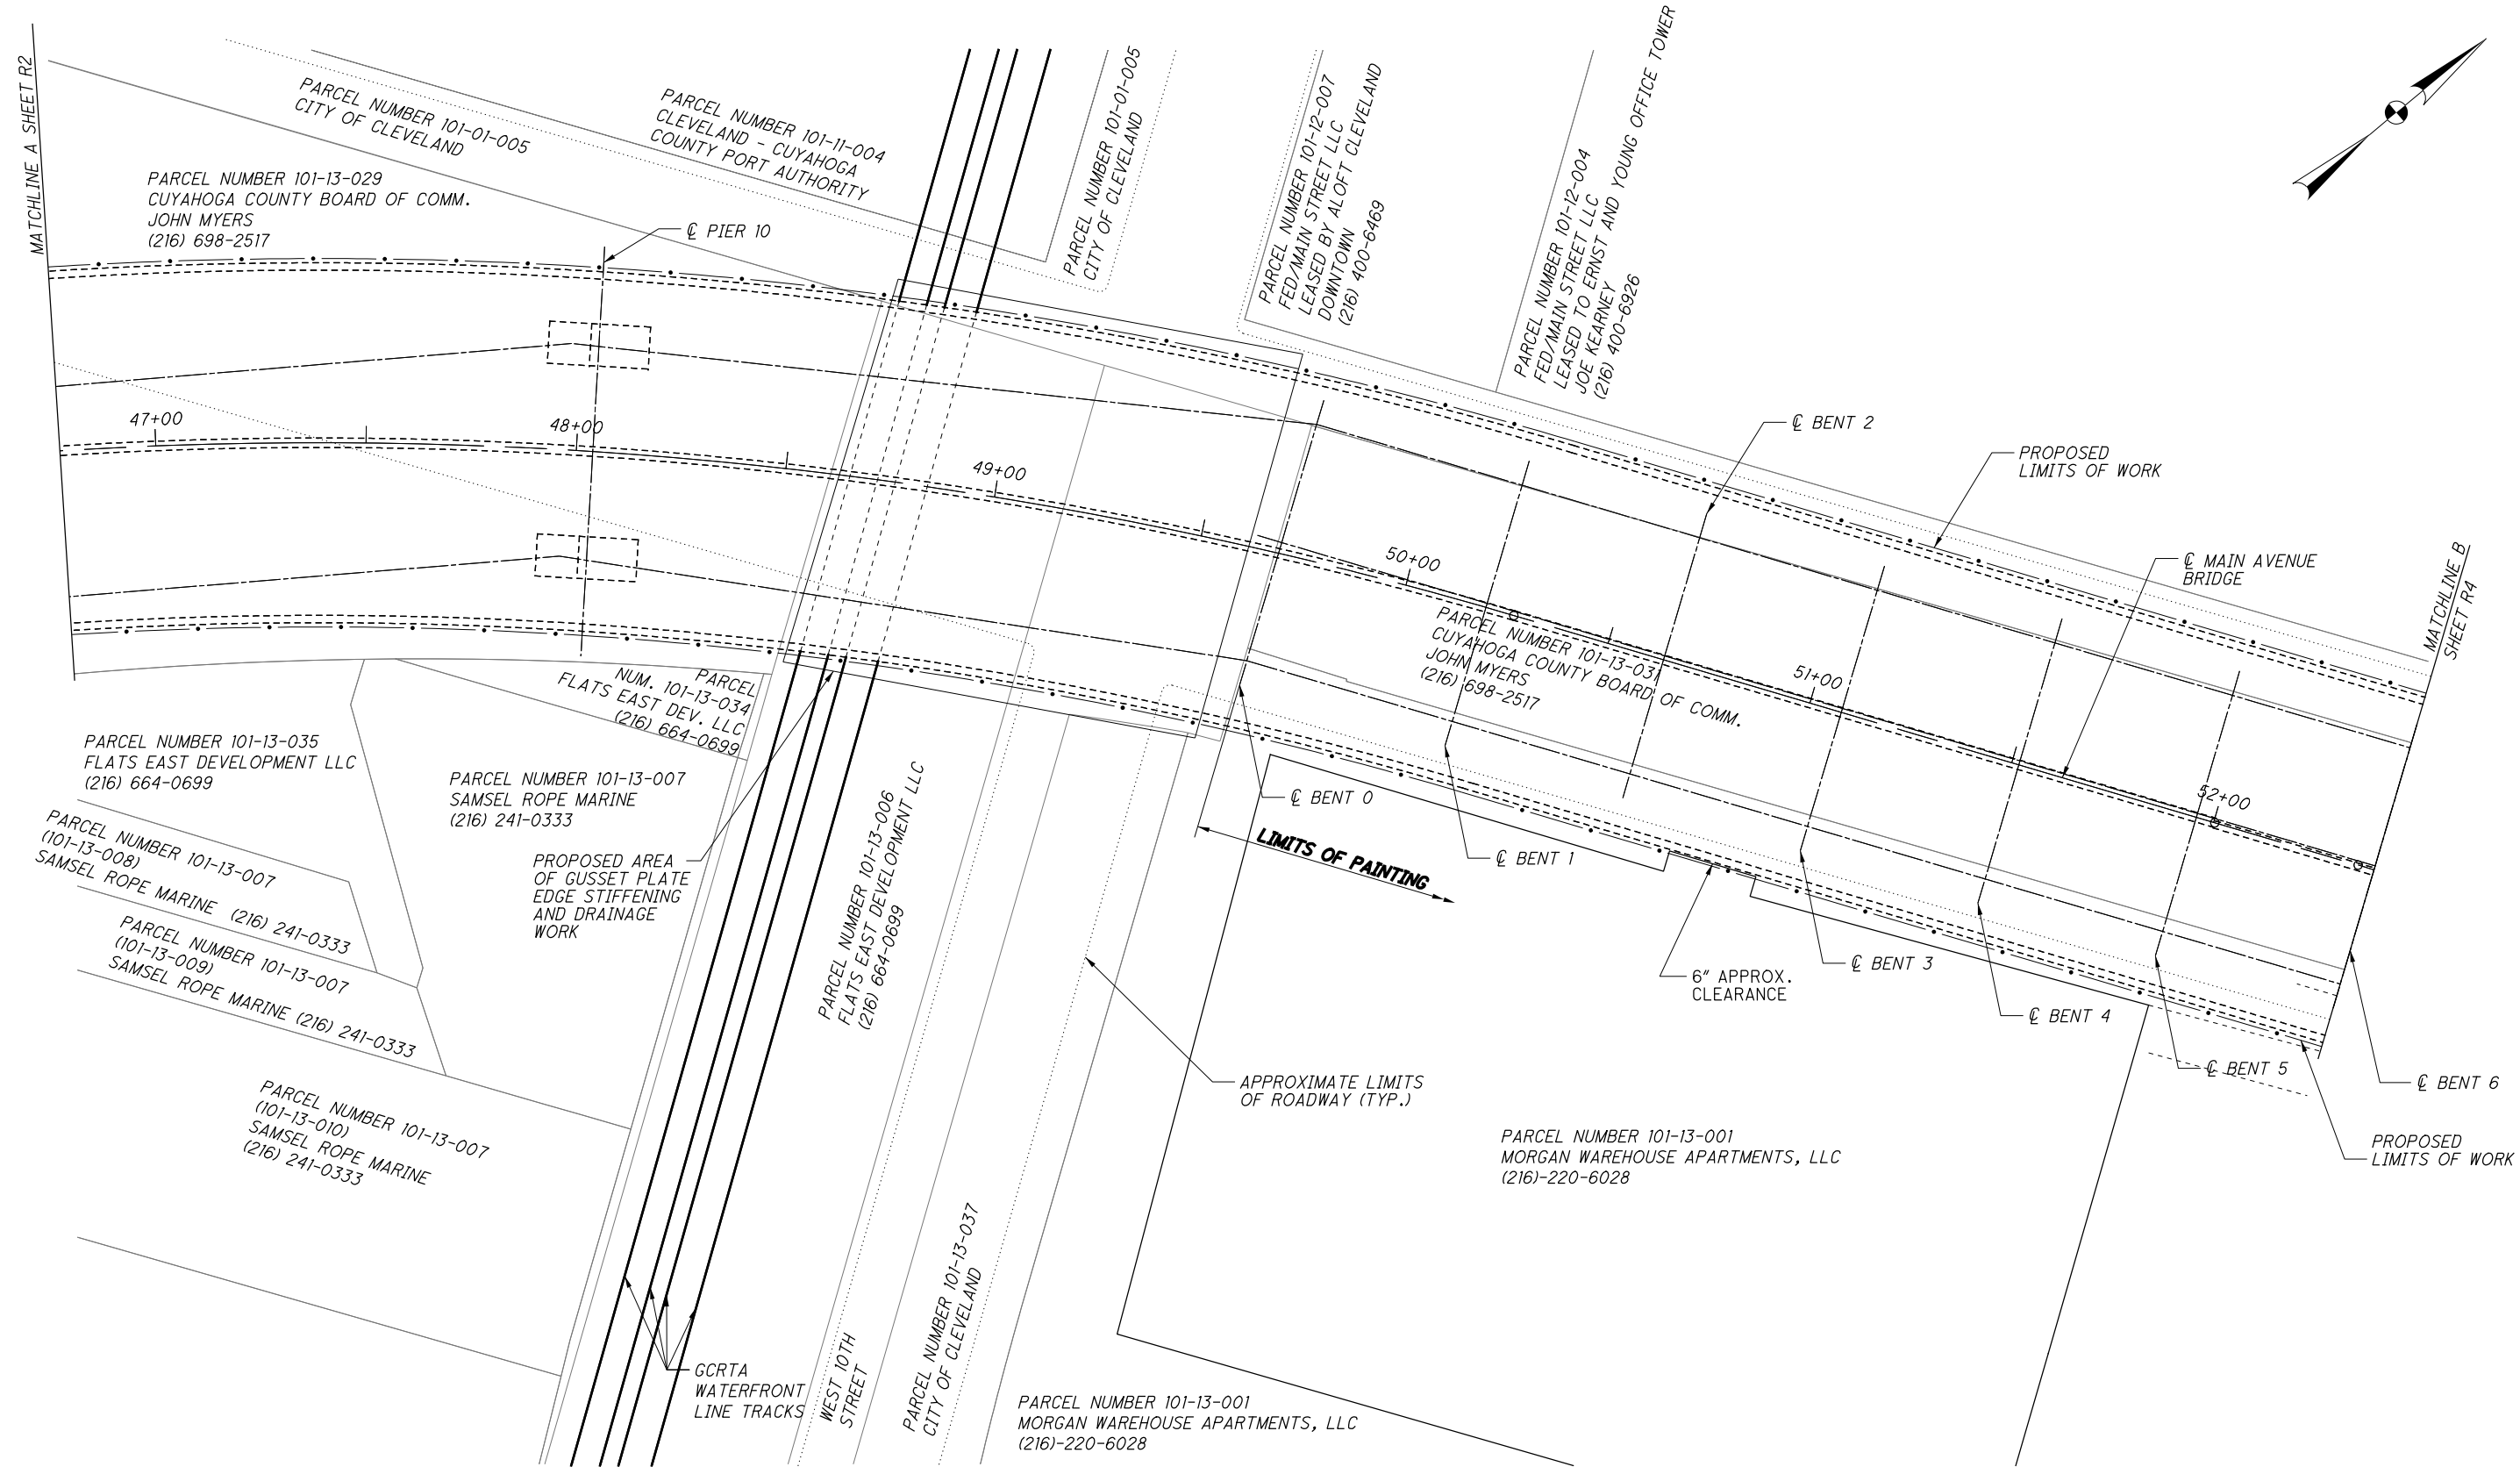 MATCHLINE A SHEET R2
PARCEL NUMBER 101-01-005
CITY OF CLEVELAND
PARCEL NUMBER 101-11-004
CLEVELAND - CUYAHOGA
COUNTY PORT AUTHORITY
PARCEL NUMBER 101-01-005
CITY OF CLEVELAND
PARCEL NUMBER 101-12-007
FED/MAIN STREET LLC
LEASED BY ALOFT CLEVELAND
DOWNTOWN
(216) 400-6469
PARCEL NUMBER 101-12-004
FED/MAIN STREET LLC
LEASED TO ERNST AND YOUNG OFFICE TOWER
JOE KEARNEY
(216) 400-6926
PARCEL NUMBER 101-13-029
CUYAHOGA COUNTY BOARD OF COMM.
JOHN MYERS
(216) 698-2517
℄ PIER 10
47+00
48+00
49+00
50+00
51+00
52+00
℄ BENT 2
PROPOSED
LIMITS OF WORK
℄ MAIN AVENUE
BRIDGE
MATCHLINE B
SHEET R4
PARCEL NUMBER 101-13-031
CUYAHOGA COUNTY BOARD OF COMM.
JOHN MYERS
(216) 698-2517
PARCEL
NUM. 101-13-034
FLATS EAST DEV. LLC
(216) 664-0699
PARCEL NUMBER 101-13-035
FLATS EAST DEVELOPMENT LLC
(216) 664-0699
PARCEL NUMBER 101-13-007
SAMSEL ROPE MARINE
(216) 241-0333
PARCEL NUMBER 101-13-007
(101-13-008)
SAMSEL ROPE MARINE (216) 241-0333
PARCEL NUMBER 101-13-007
(101-13-009)
SAMSEL ROPE MARINE (216) 241-0333
PARCEL NUMBER 101-13-007
(101-13-010)
SAMSEL ROPE MARINE
(216) 241-0333
PROPOSED AREA
OF GUSSET PLATE
EDGE STIFFENING
AND DRAINAGE
WORK
PARCEL NUMBER 101-13-006
FLATS EAST DEVELOPMENT LLC
(216) 664-0699
℄ BENT 0
LIMITS OF PAINTING
℄ BENT 1
6" APPROX.
CLEARANCE
℄ BENT 3
℄ BENT 4
℄ BENT 5
℄ BENT 6
PROPOSED
LIMITS OF WORK
APPROXIMATE LIMITS
OF ROADWAY (TYP.)
PARCEL NUMBER 101-13-001
MORGAN WAREHOUSE APARTMENTS, LLC
(216)-220-6028
GCRTA
WATERFRONT
LINE TRACKS
WEST 10TH
STREET
PARCEL NUMBER 101-13-037
CITY OF CLEVELAND
PARCEL NUMBER 101-13-001
MORGAN WAREHOUSE APARTMENTS, LLC
(216)-220-6028